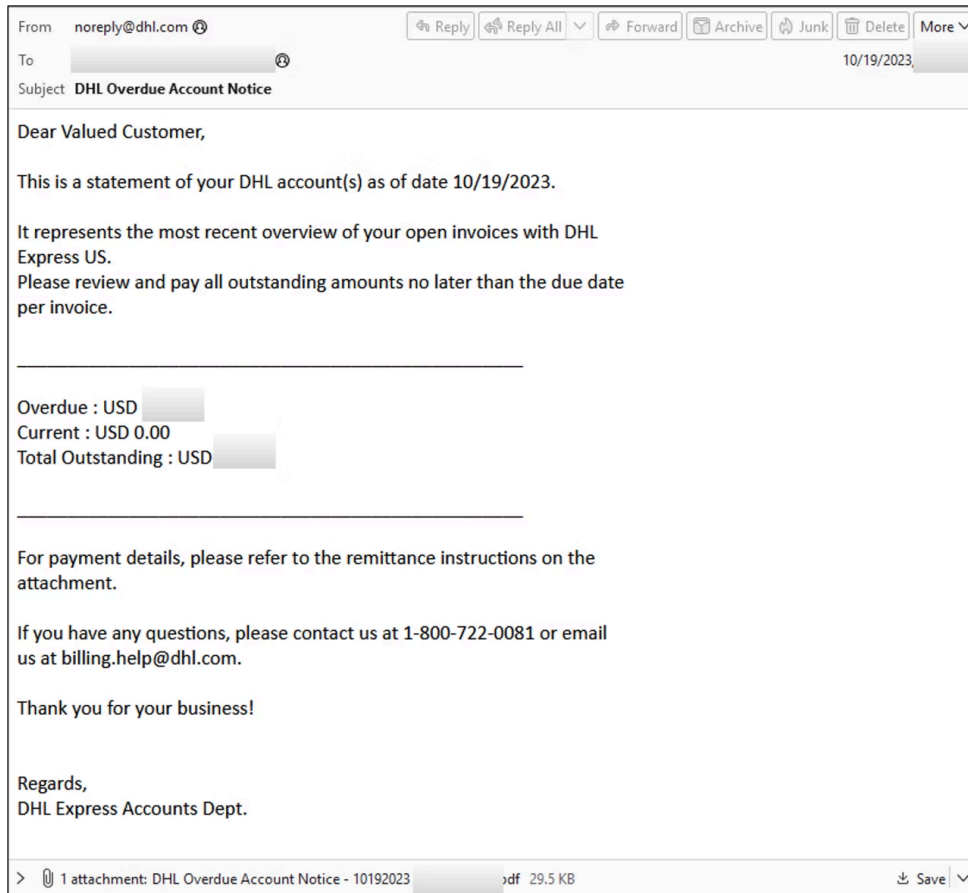 From noreply@dhl.com
Reply Reply All Forward Archive Junk Delete More
To
10/19/2023,
Subject DHL Overdue Account Notice
Dear Valued Customer,
This is a statement of your DHL account(s) as of date 10/19/2023.
It represents the most recent overview of your open invoices with DHL
Express US.
Please review and pay all outstanding amounts no later than the due date
per invoice.
Overdue : USD
Current : USD 0.00
Total Outstanding : USD
For payment details, please refer to the remittance instructions on the
attachment.
If you have any questions, please contact us at 1-800-722-0081 or email
us at billing.help@dhl.com.
Thank you for your business!
Regards,
DHL Express Accounts Dept.
1 attachment: DHL Overdue Account Notice - 10192023 pdf 29.5 KB Save